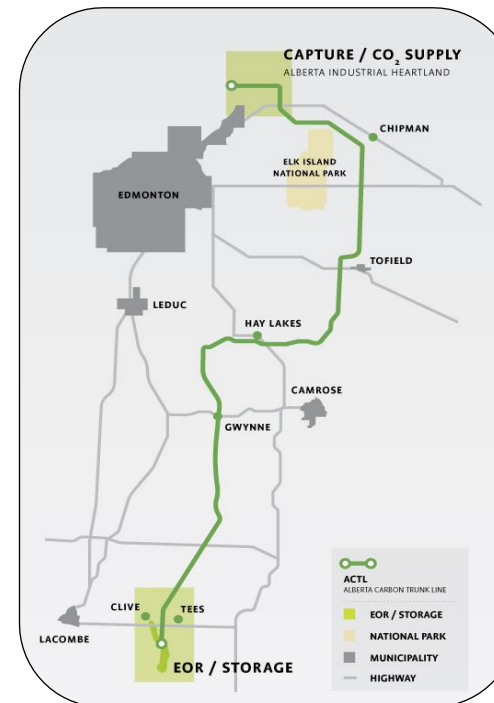 CAPTURE / CO₂ SUPPLY
ALBERTA INDUSTRIAL HEARTLAND
CHIPMAN
ELK ISLAND
NATIONAL PARK
EDMONTON
TOFIELD
LEDUC
HAY LAKES
CAMROSE
GWYNNE
ACTL
ALBERTA CARBON TRUNK LINE
EOR / STORAGE
NATIONAL PARK
MUNICIPALITY
HIGHWAY
CLIVE
TEES
LACOMBE
EOR / STORAGE